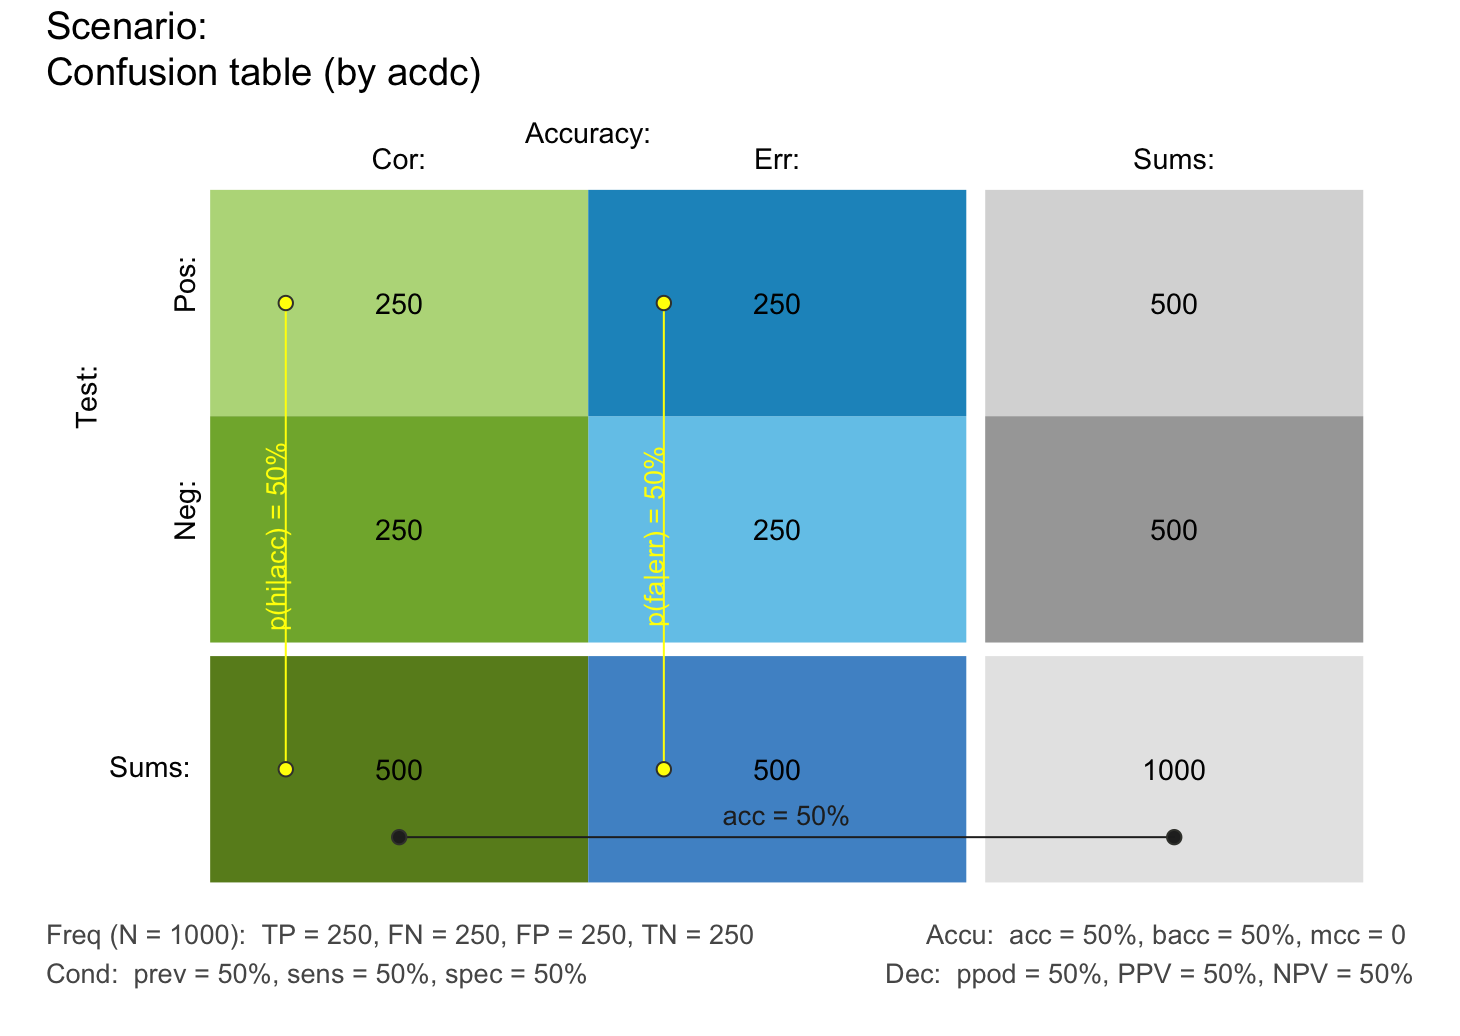 Scenario:
Confusion table (by acdc)
Accuracy:
Cor: Err: Sums:
Test:
Pos: 250 250 500
Neg: 250 250 500
p(hi|acc) = 50%
p(fa|err) = 50%
Sums: 500 500 1000
acc = 50%
Freq (N = 1000): TP = 250, FN = 250, FP = 250, TN = 250
Accu: acc = 50%, bacc = 50%, mcc = 0
Cond: prev = 50%, sens = 50%, spec = 50%
Dec: ppod = 50%, PPV = 50%, NPV = 50%